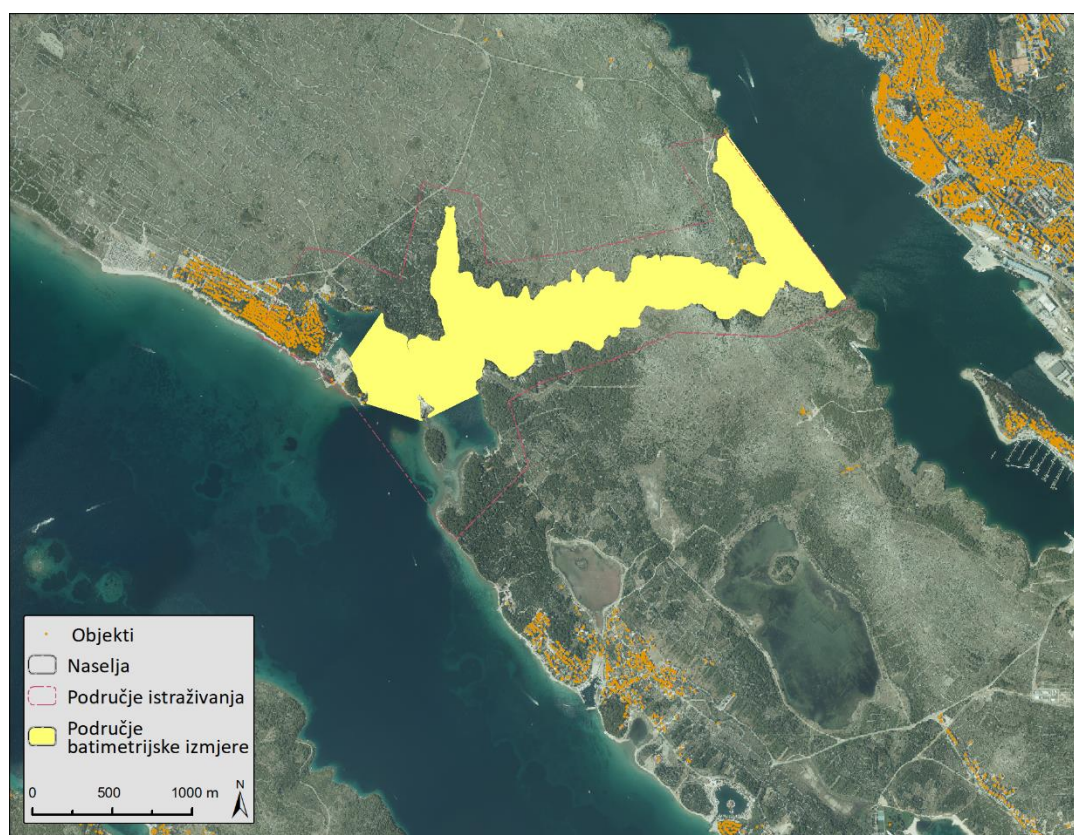 Objekti
Naselja
Područje istraživanja
Područje
batimetrijske izmjere
0 500 1000 m
N